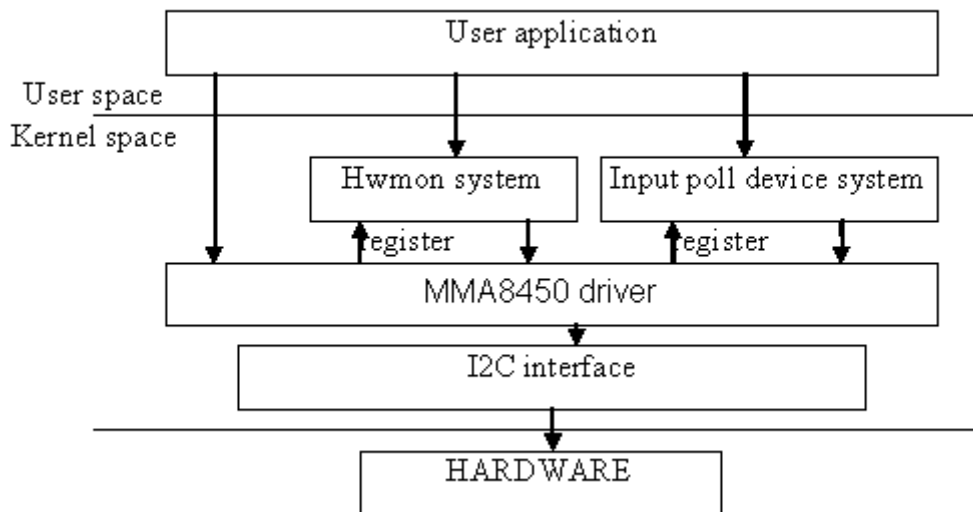 User application
User space
Kernel space
Hwmon system
Input poll device system
register
register
MMA8450 driver
I2C interface
HARDWARE